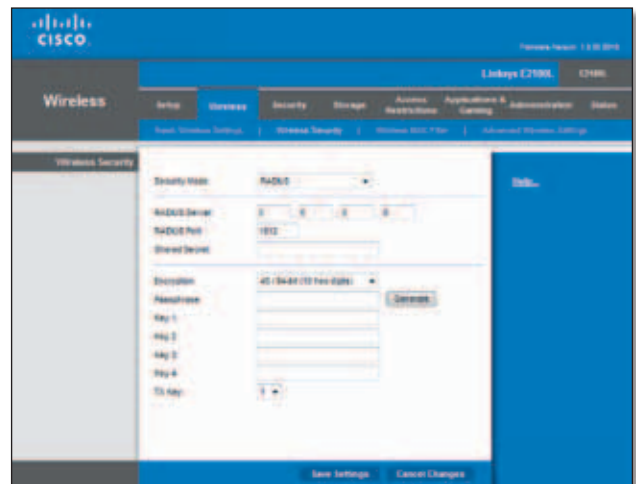 CISCO
Linksys E2100L
E2100L
Wireless
Setup Wireless Security Storage Access Restrictions Applications & Gaming Administration Status
Basic Wireless Settings | Wireless Security | Wireless MAC Filter | Advanced Wireless Settings
Wireless Security
Security Mode: RADIUS
Help...
RADIUS Server: 0 . 0 . 0 . 0
RADIUS Port: 1812
Shared Secret:
Encryption: 40 / 64-bit (10 hex digits)
Passphrase: Generate
Key 1:
Key 2:
Key 3:
Key 4:
TX Key: 1
Save Settings Cancel Changes